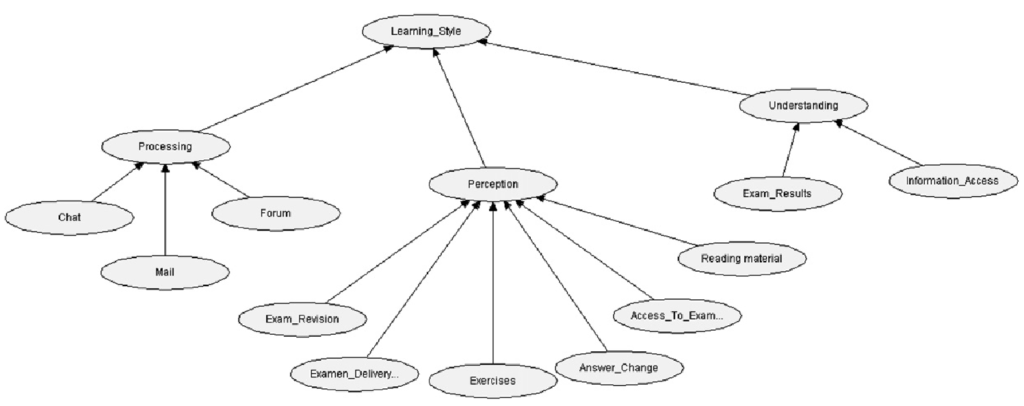 Learning_Style
Understanding
Processing
Perception
Information_Access
Exam_Results
Chat
Forum
Mail
Reading material
Exam_Revision
Access_To_Exam...
Examen_Delivery...
Exercises
Answer_Change